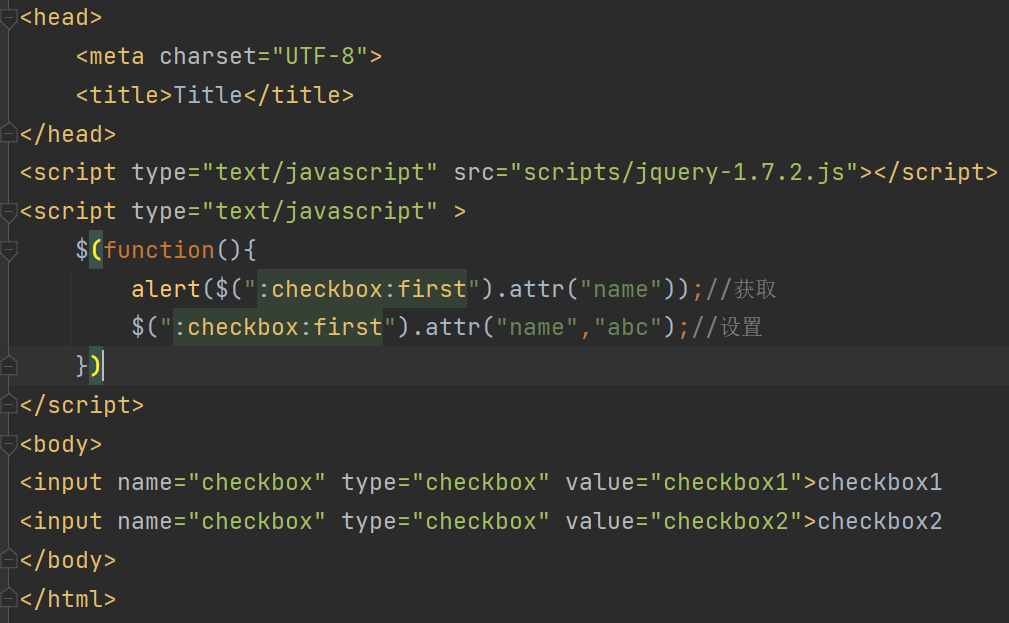 <head>
    <meta charset="UTF-8">
    <title>Title</title>
</head>
<script type="text/javascript" src="scripts/jquery-1.7.2.js"></script>
<script type="text/javascript" >
    $(function(){
        alert($(":checkbox:first").attr("name"));//获取
        $(":checkbox:first").attr("name","abc");//设置
    })
</script>
<body>
<input name="checkbox" type="checkbox" value="checkbox1">checkbox1
<input name="checkbox" type="checkbox" value="checkbox2">checkbox2
</body>
</html>